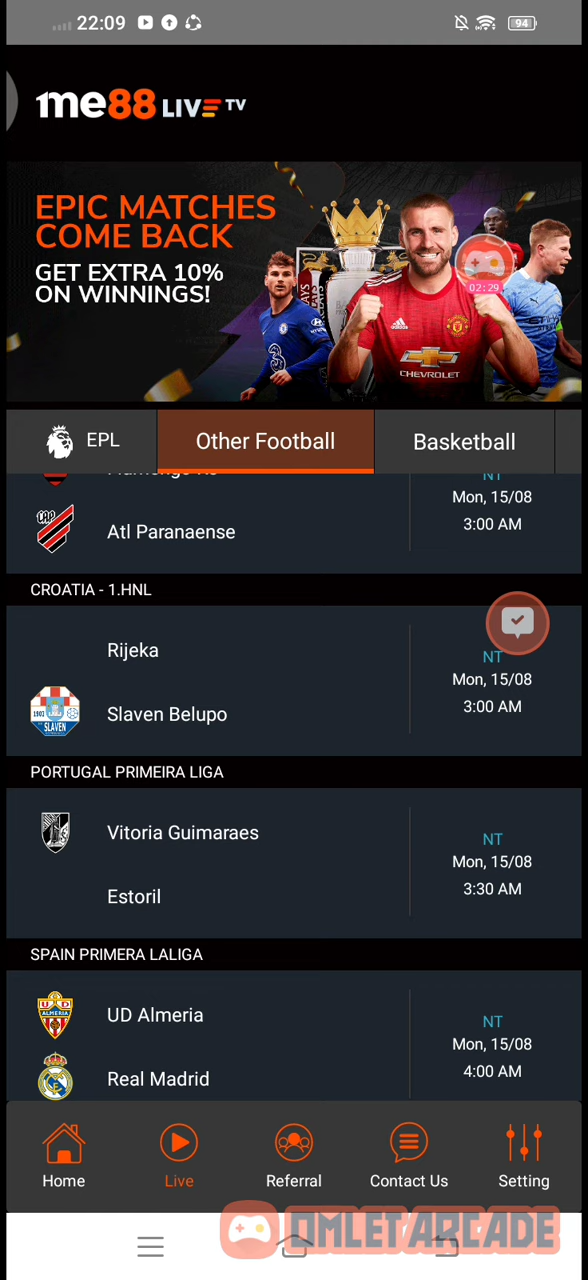 22:09
94
me88 LIVE TV
EPIC MATCHES
COME BACK
GET EXTRA 10%
ON WINNINGS!
CHEVROLET
02:29
EPL
Other Football
Basketball
NT
Mon, 15/08
3:00 AM
Atl Paranaense
CROATIA - 1.HNL
Rijeka
Slaven Belupo
SLAVEN
NT
Mon, 15/08
3:00 AM
PORTUGAL PRIMEIRA LIGA
Vitoria Guimaraes
Estoril
NT
Mon, 15/08
3:30 AM
SPAIN PRIMERA LALIGA
UD Almeria
Real Madrid
NT
Mon, 15/08
4:00 AM
Home
Live
Referral
Contact Us
Setting
OMLET ARCADE